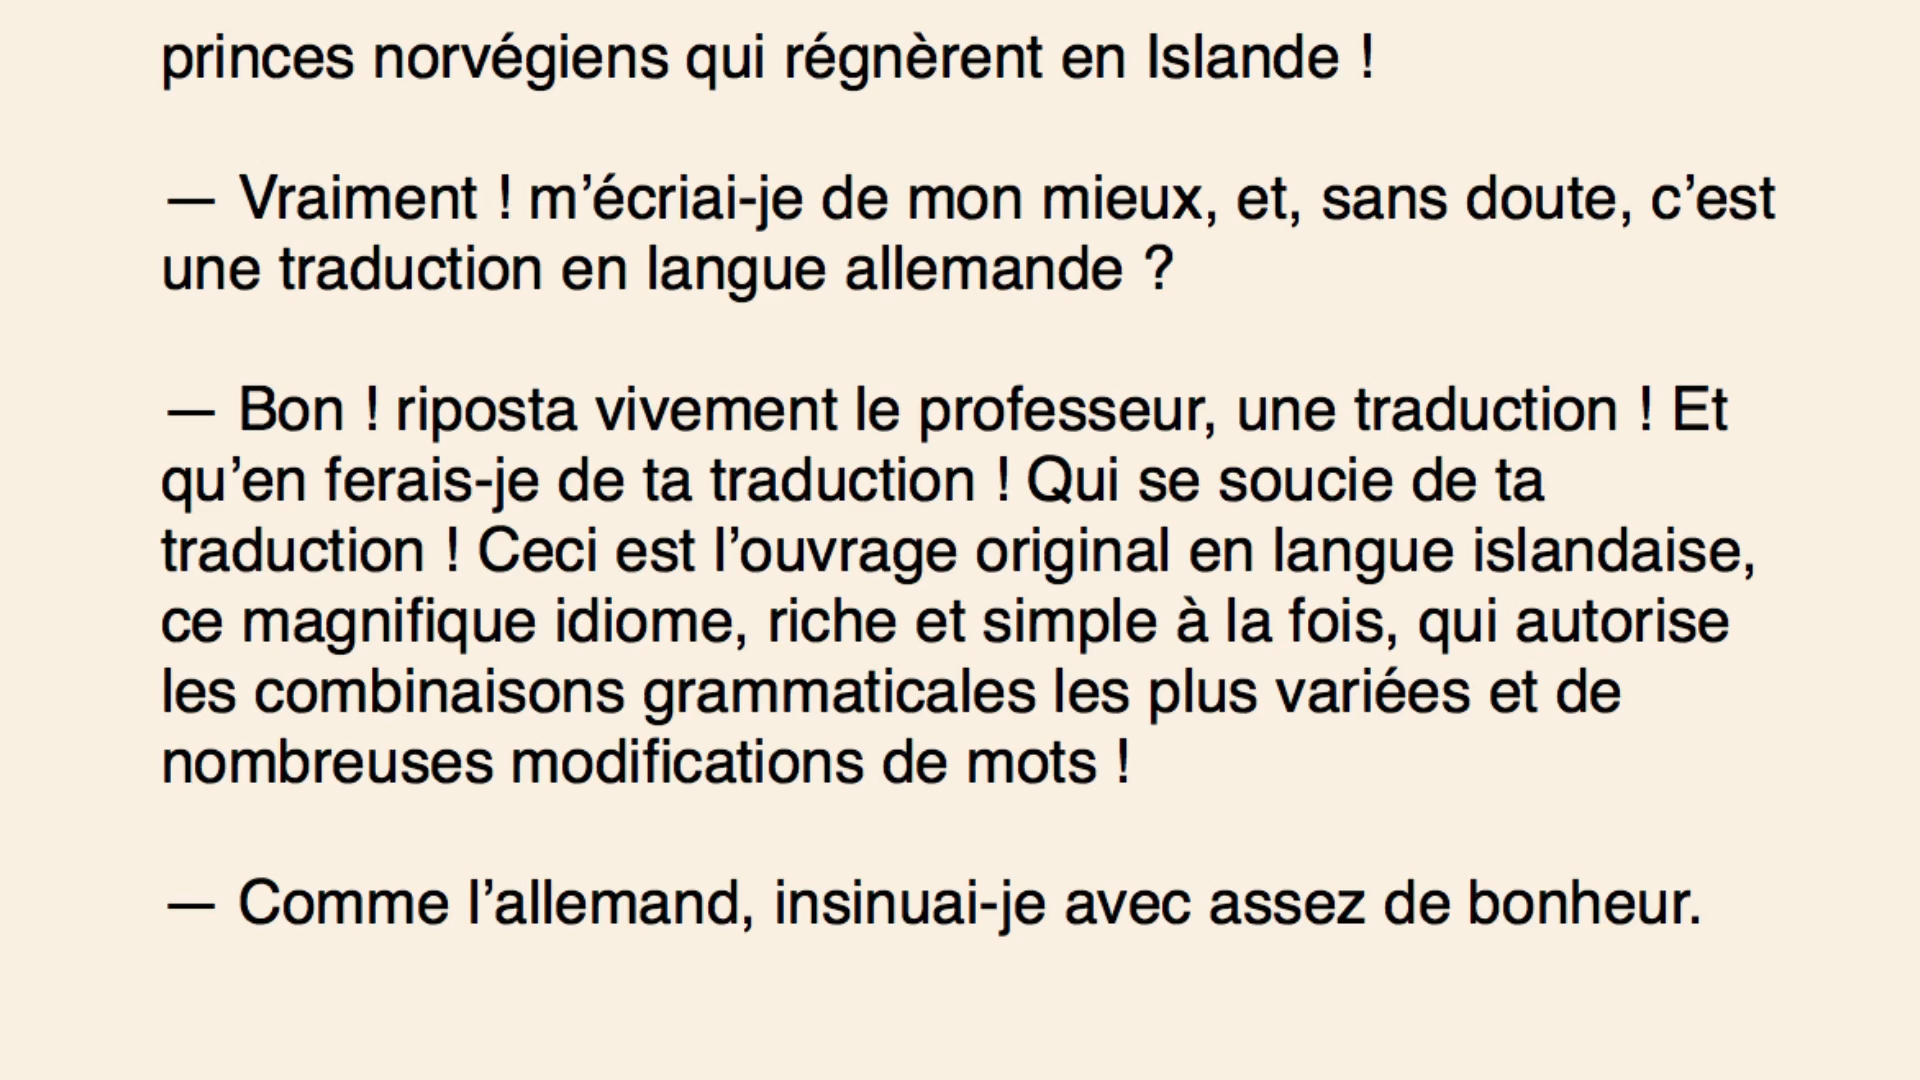 princes norvégiens qui régnèrent en Islande !
— Vraiment ! m’écriai-je de mon mieux, et, sans doute, c’est
une traduction en langue allemande ?
— Bon ! riposta vivement le professeur, une traduction ! Et
qu’en ferais-je de ta traduction ! Qui se soucie de ta
traduction ! Ceci est l’ouvrage original en langue islandaise,
ce magnifique idiome, riche et simple à la fois, qui autorise
les combinaisons grammaticales les plus variées et de
nombreuses modifications de mots !
— Comme l’allemand, insinuai-je avec assez de bonheur.